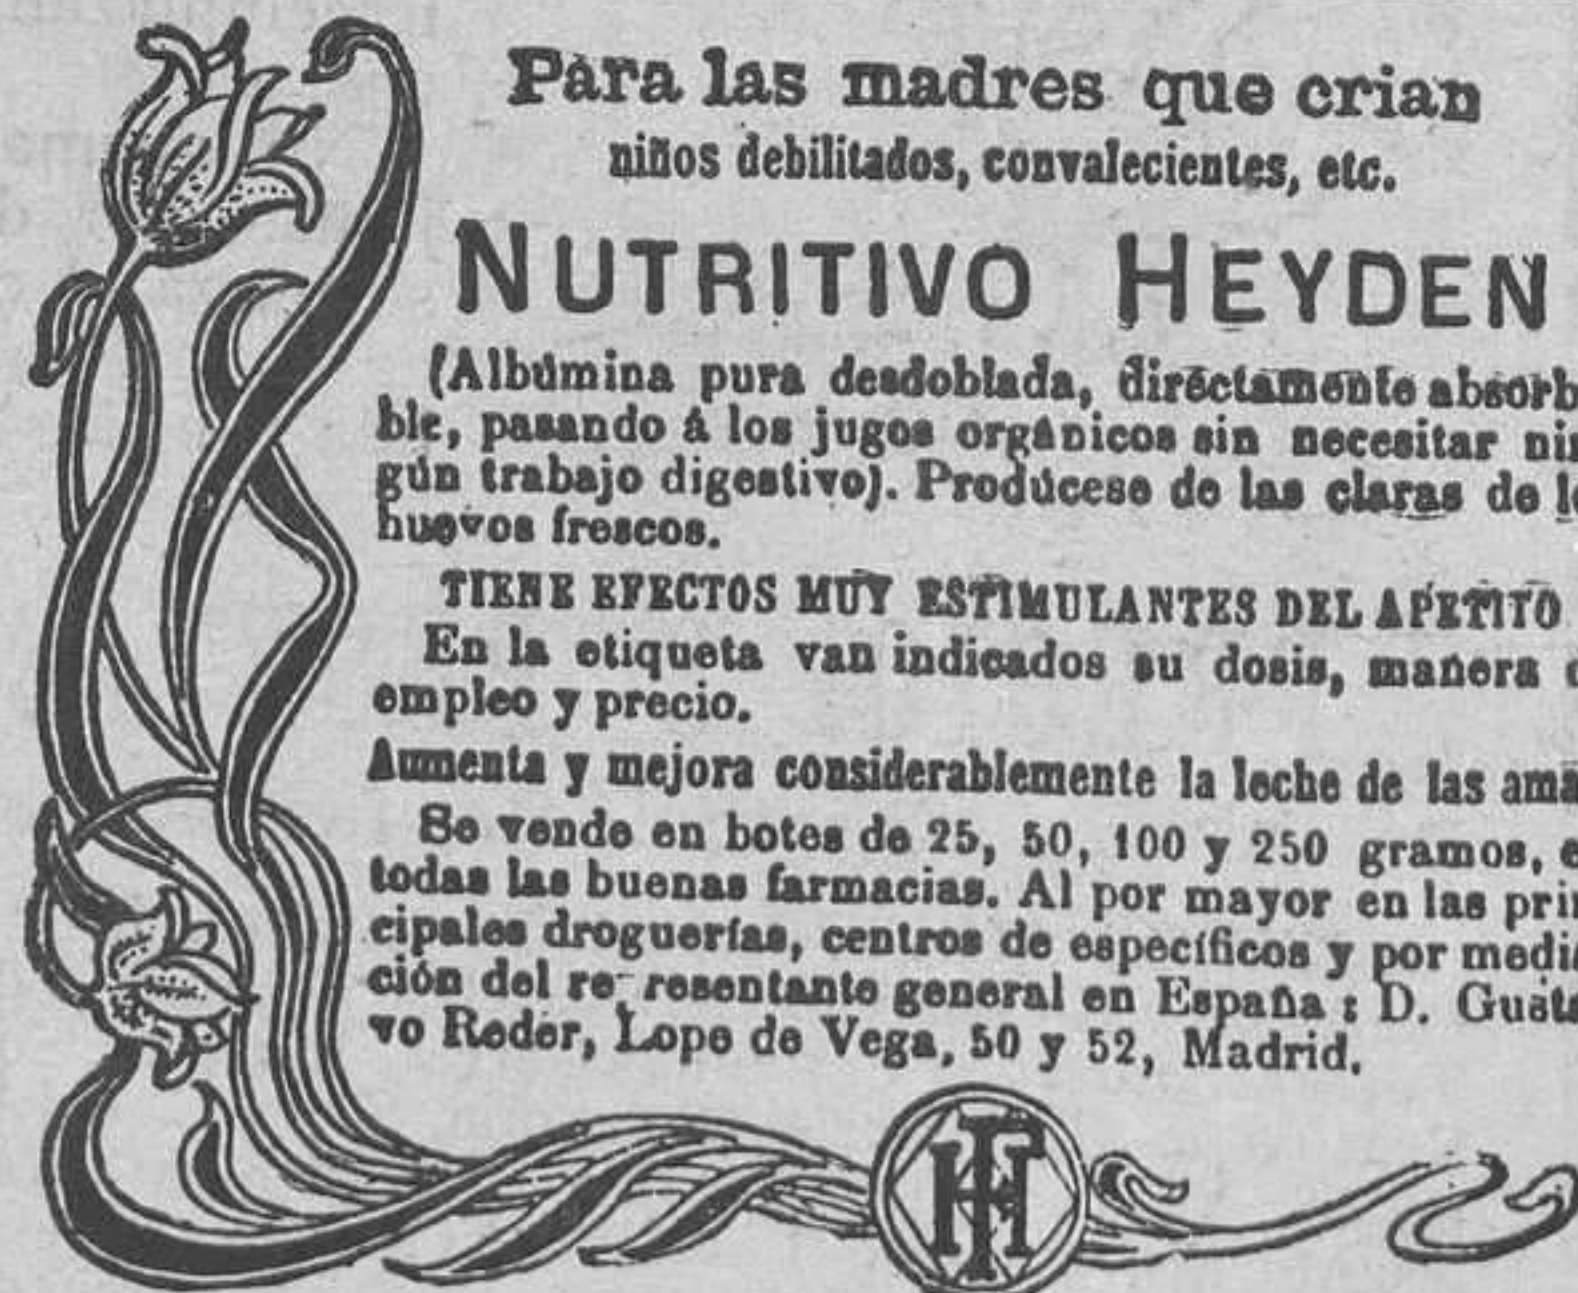 Para las madres que crian
niños debilitados, convalecientes, etc.
NUTRITIVO HEYDEN
(Albúmina pura desdoblada, diréctamente absorb
ble, pasando á los jugos orgánicos sin necesitar nin
gún trabajo digestivo). Prodúcese de las claras de lo
huevos frescos.
TIENE EFECTOS MUY ESTIMULANTES DEL APETITO
En la etiqueta van indicados su dosis, manera d
empleo y precio.
Aumenta y mejora considerablemente la leche de las ama
Se vende en botes de 25, 50, 100 y 250 gramos, e
todas las buenas farmacias. Al por mayor en las prin
cipales droguerías, centros de específicos y por media
ción del re resentante general en España: D. Gusta
vo Reder, Lope de Vega, 50 y 52, Madrid.